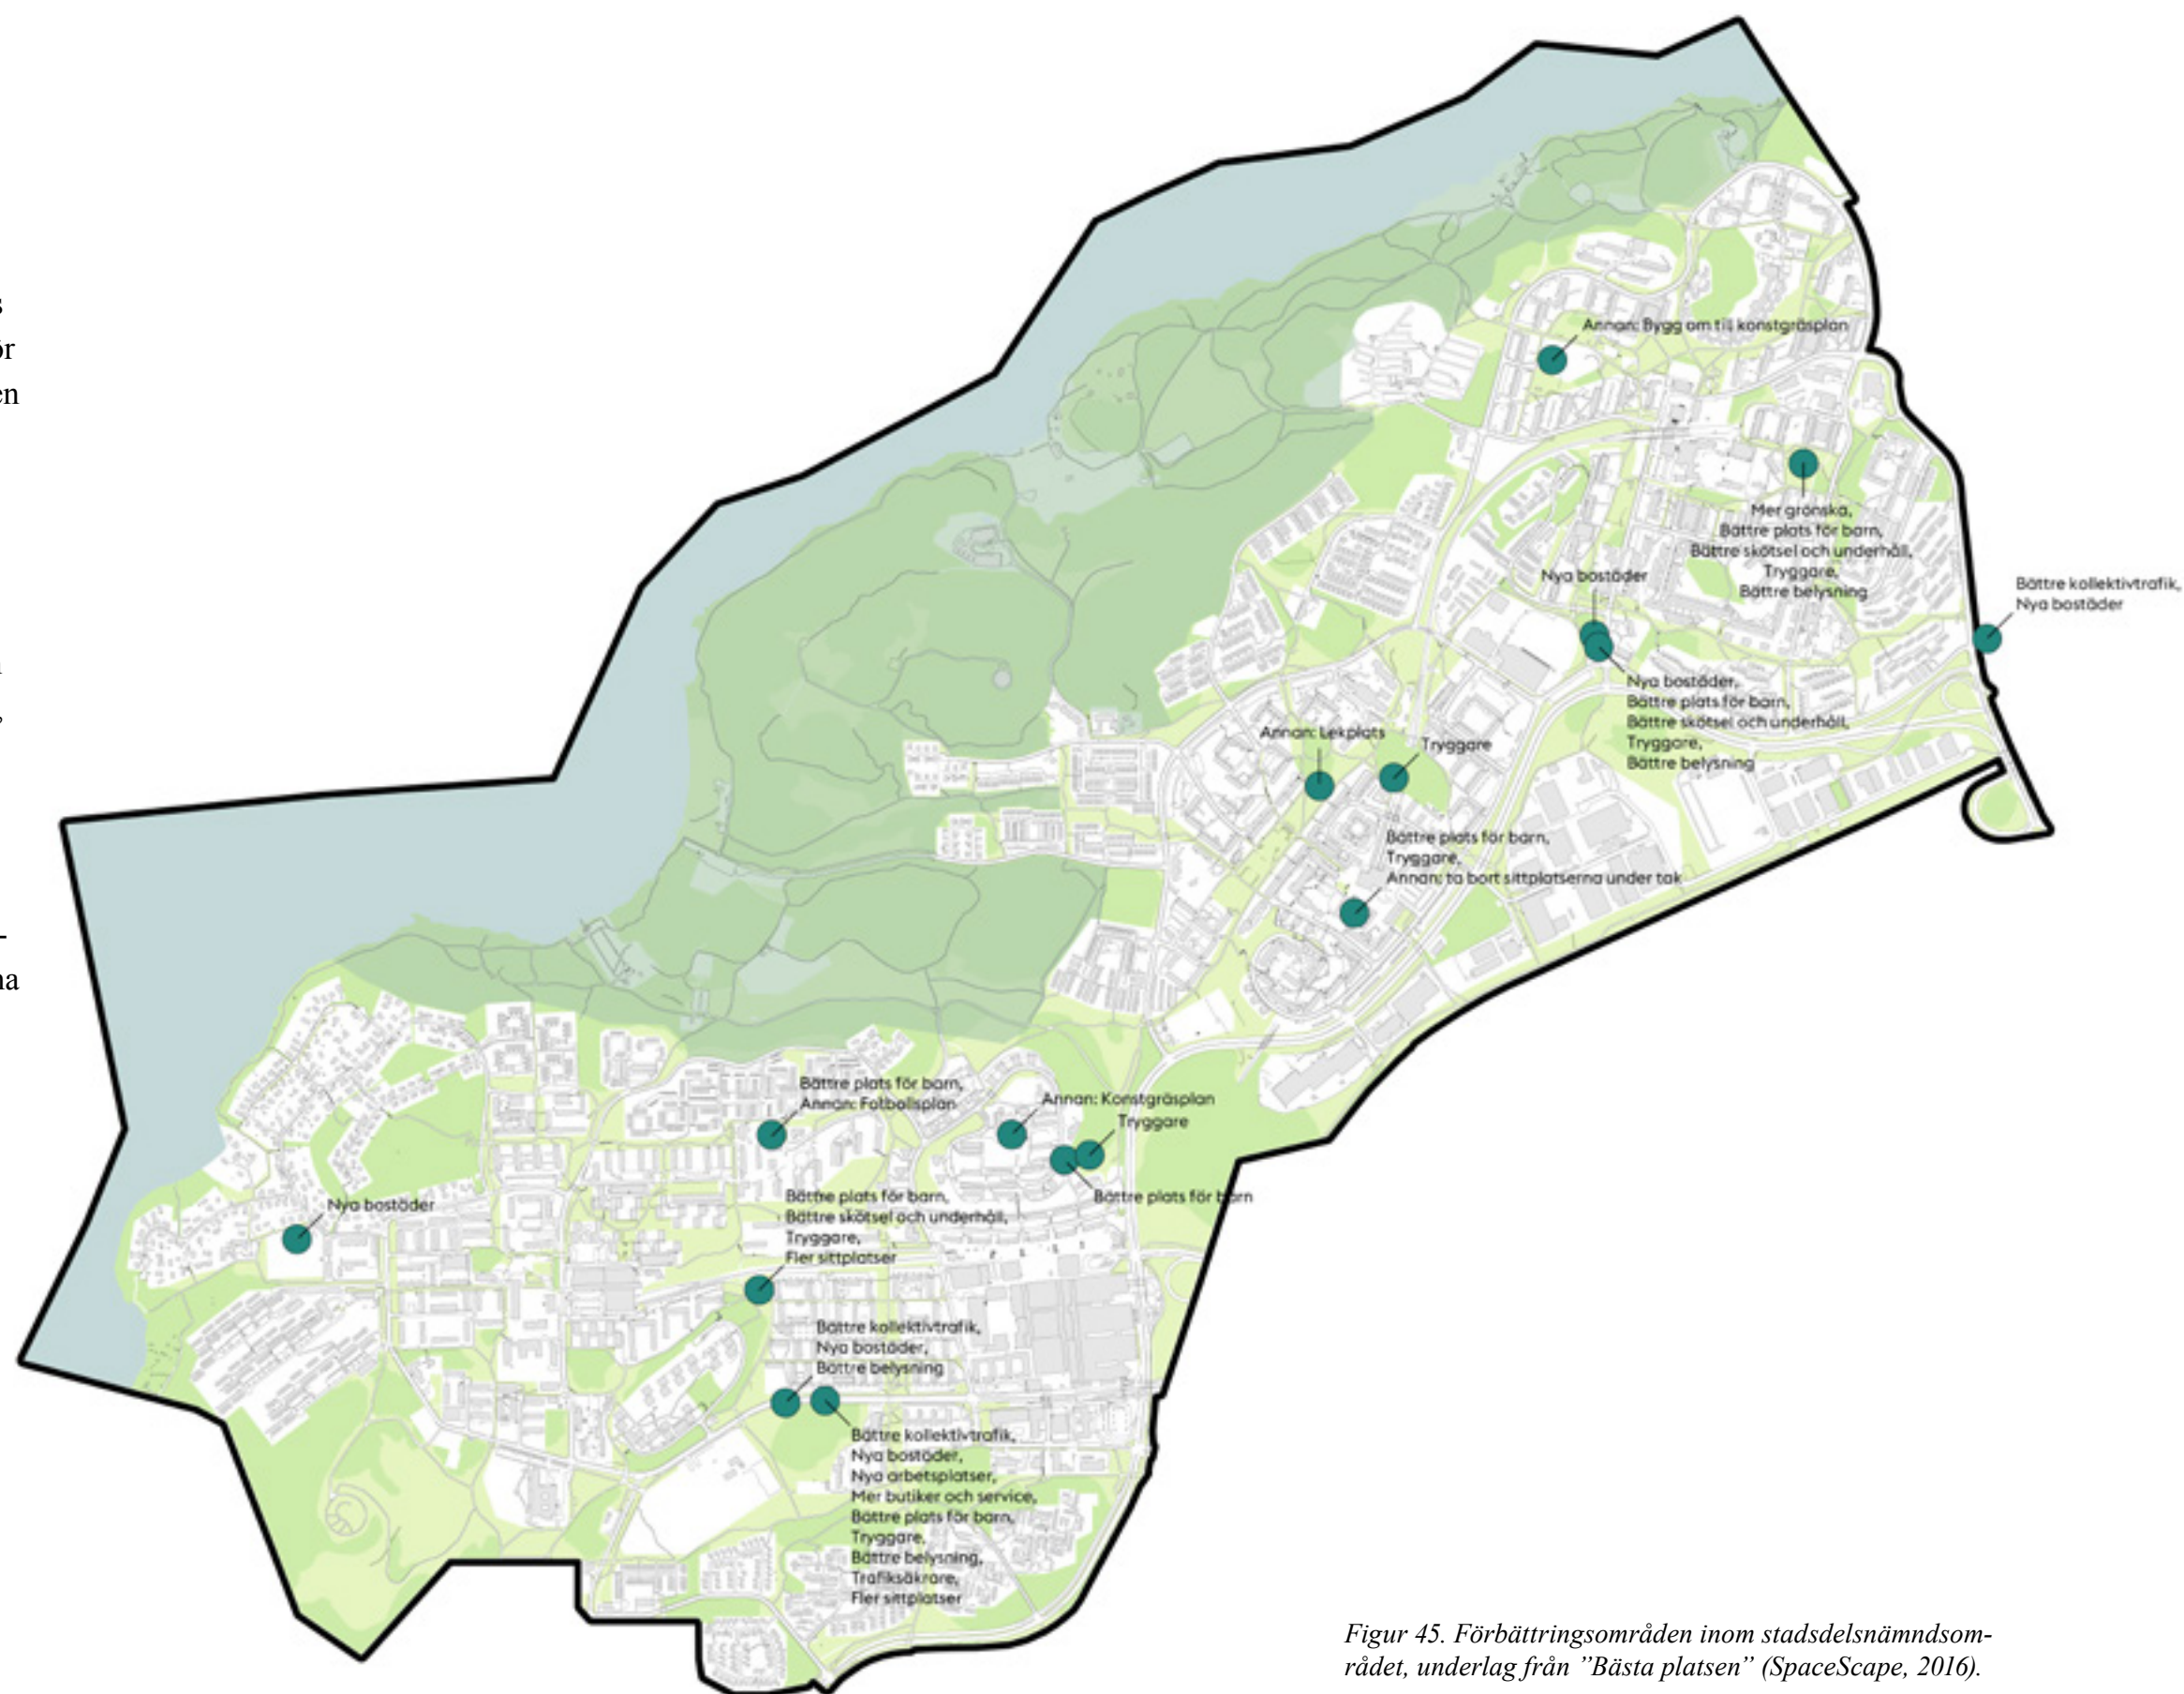 s
ör
en
,
-
na
Annan: Bygg om till konstgräsplan
Mer grönska,
Bättre plats för barn,
Bättre skötsel och underhåll,
Tryggare,
Bättre belysning
Nya bostäder
Bättre kollektivtrafik,
Nya bostäder
Nya bostäder,
Bättre plats för barn,
Bättre skötsel och underhåll,
Tryggare,
Bättre belysning
Annan: Lekplats
Tryggare
Bättre plats för barn,
Tryggare,
Annan: ta bort sittplatserna under tak
Bättre plats för barn,
Annan: Fotbollsplan
Annan: Konstgräsplan
Tryggare
Bättre plats för barn
Nya bostäder
Bättre plats för barn,
Bättre skötsel och underhåll,
Tryggare,
Fler sittplatser
Bättre kollektivtrafik,
Nya bostäder,
Bättre belysning
Bättre kollektivtrafik,
Nya bostäder,
Nya arbetsplatser,
Mer butiker och service,
Bättre plats för barn,
Tryggare,
Bättre belysning,
Trafiksäkrare,
Fler sittplatser
Figur 45. Förbättringsområden inom stadsdelsnämndsom-
rådet, underlag från ”Bästa platsen” (SpaceScape, 2016).